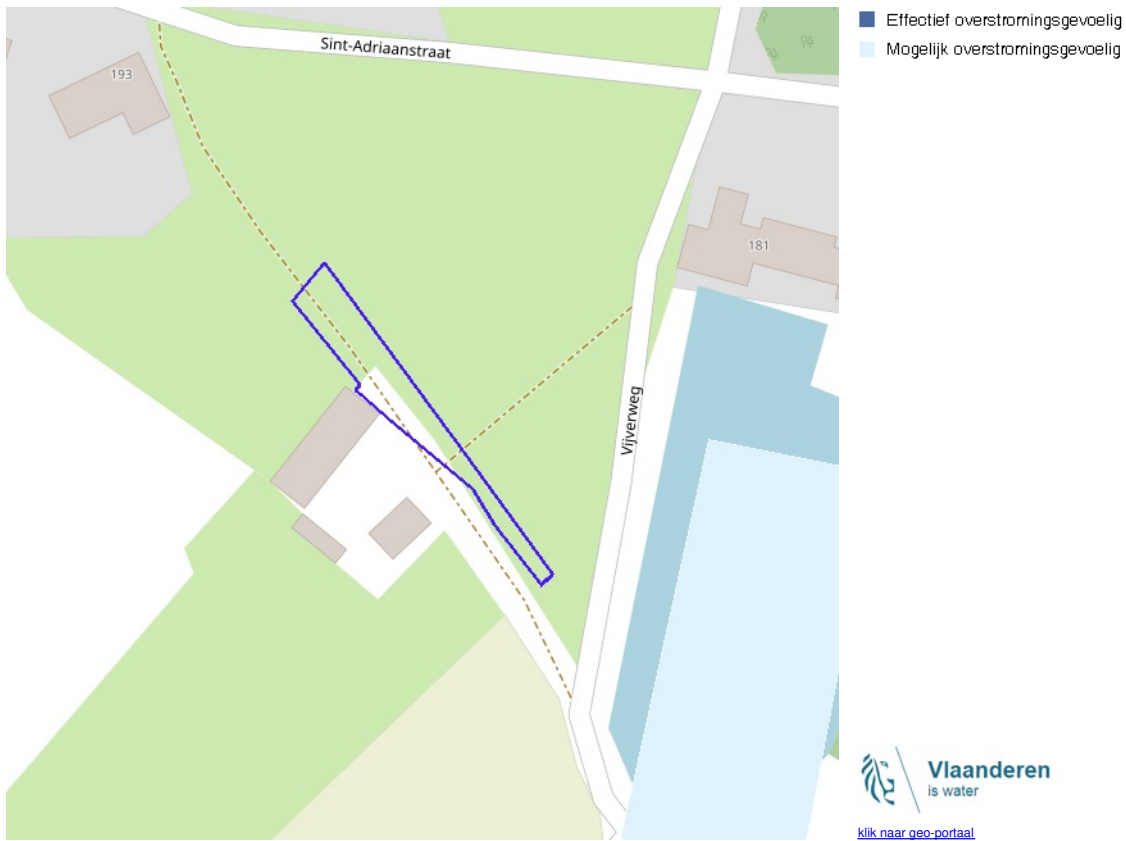 Effectief overstromingsgevoelig
Mogelijk overstromingsgevoelig
Sint-Adriaanstraat
193
181
Vijverweg
Vlaanderen
is water
klik naar geo-portaal